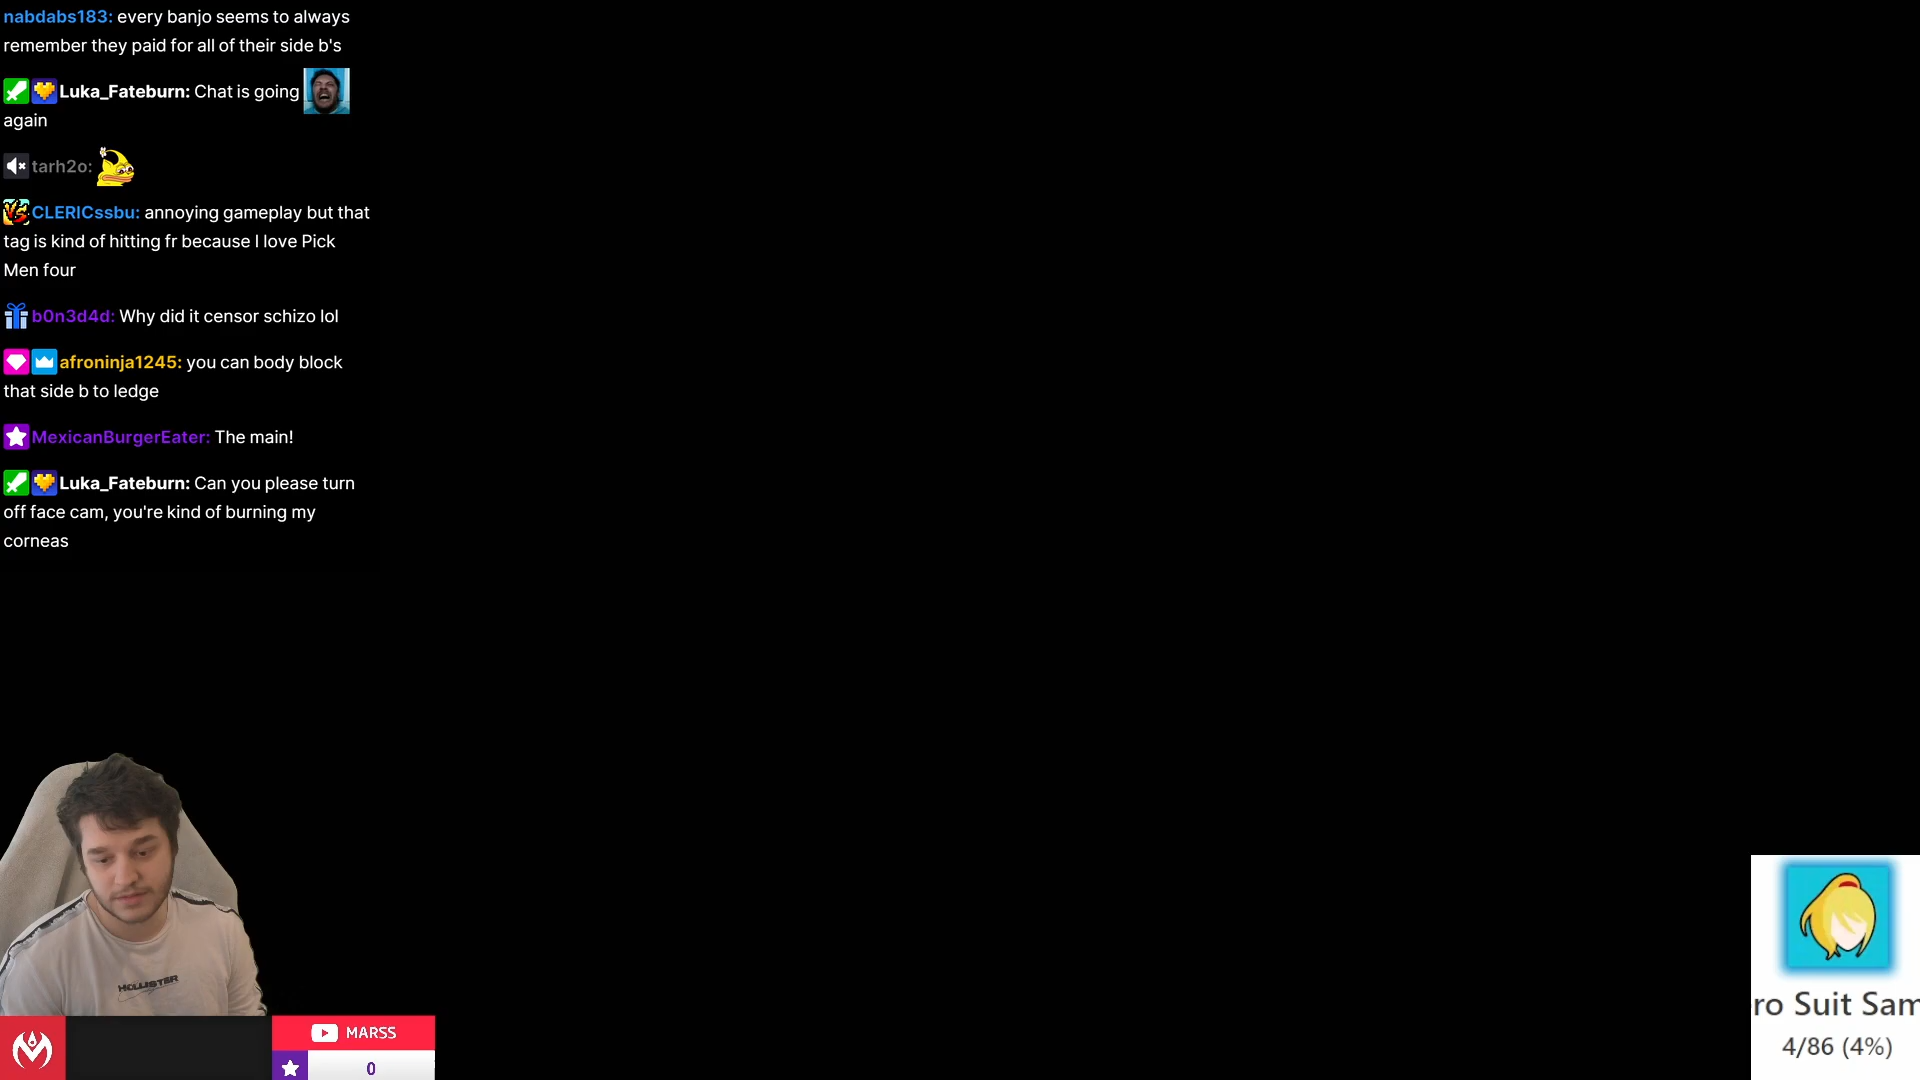 nabdabs183: every banjo seems to always
remember they paid for all of their side b's
Luka_Fateburn: Chat is going
again
tarh2o:
CLERICssbu: annoying gameplay but that
tag is kind of hitting fr because I love Pick
Men four
b0n3d4d: Why did it censor schizo lol
afroninja1245: you can body block
that side b to ledge
MexicanBurgerEater: The main!
Luka_Fateburn: Can you please turn
off face cam, you're kind of burning my
corneas
HOLLISTER
MARSS
0
ro Suit Sam
4/86 (4%)